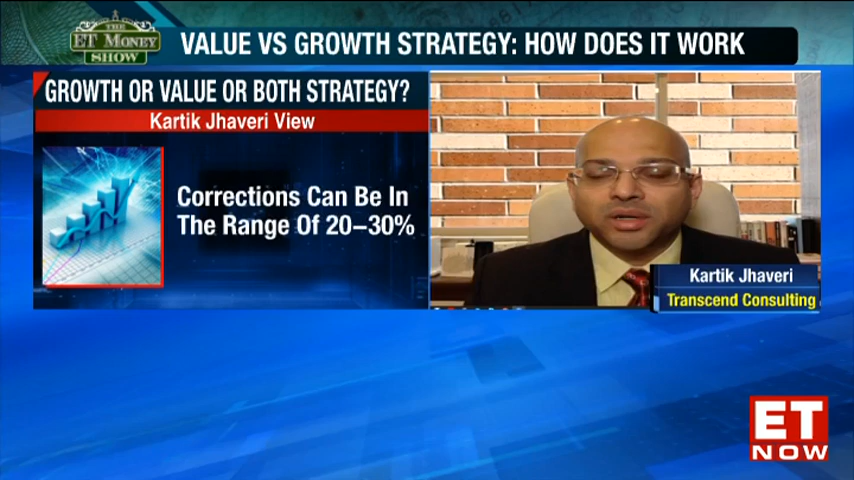 THE
ET MONEY
SHOW
VALUE VS GROWTH STRATEGY: HOW DOES IT WORK
GROWTH OR VALUE OR BOTH STRATEGY?
Kartik Jhaveri View
Corrections Can Be In
The Range Of 20–30%
Kartik Jhaveri
Transcend Consulting
ET
NOW